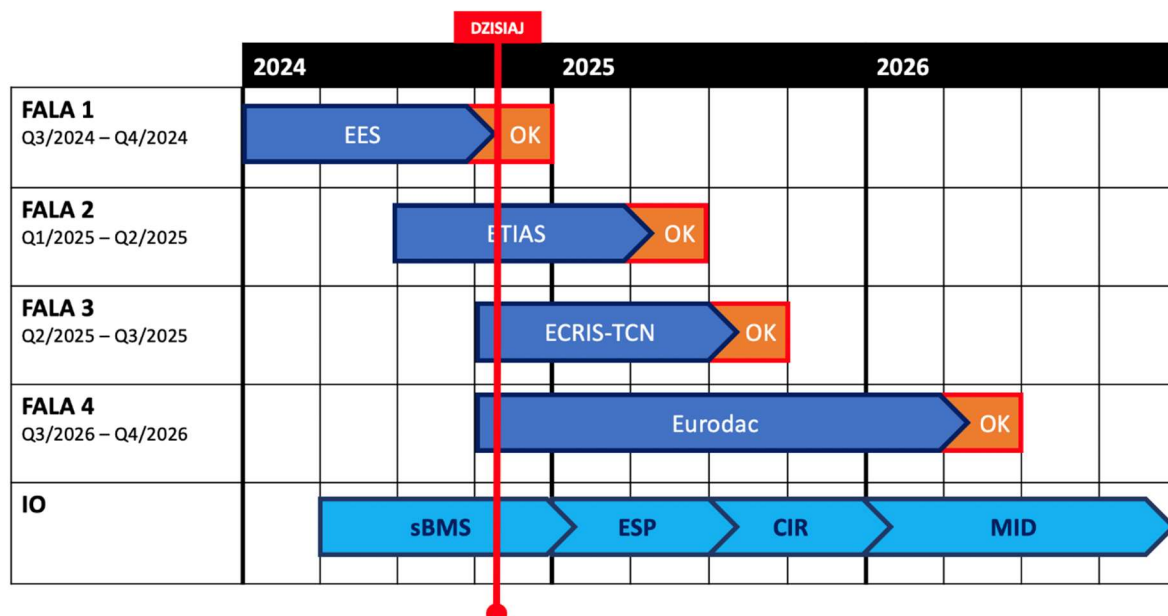 DZISIAJ
2024 2025 2026
FALA 1
Q3/2024 – Q4/2024
EES OK
FALA 2
Q1/2025 – Q2/2025
ETIAS OK
FALA 3
Q2/2025 – Q3/2025
ECRIS-TCN OK
FALA 4
Q3/2026 – Q4/2026
Eurodac OK
IO
sBMS ESP CIR MID